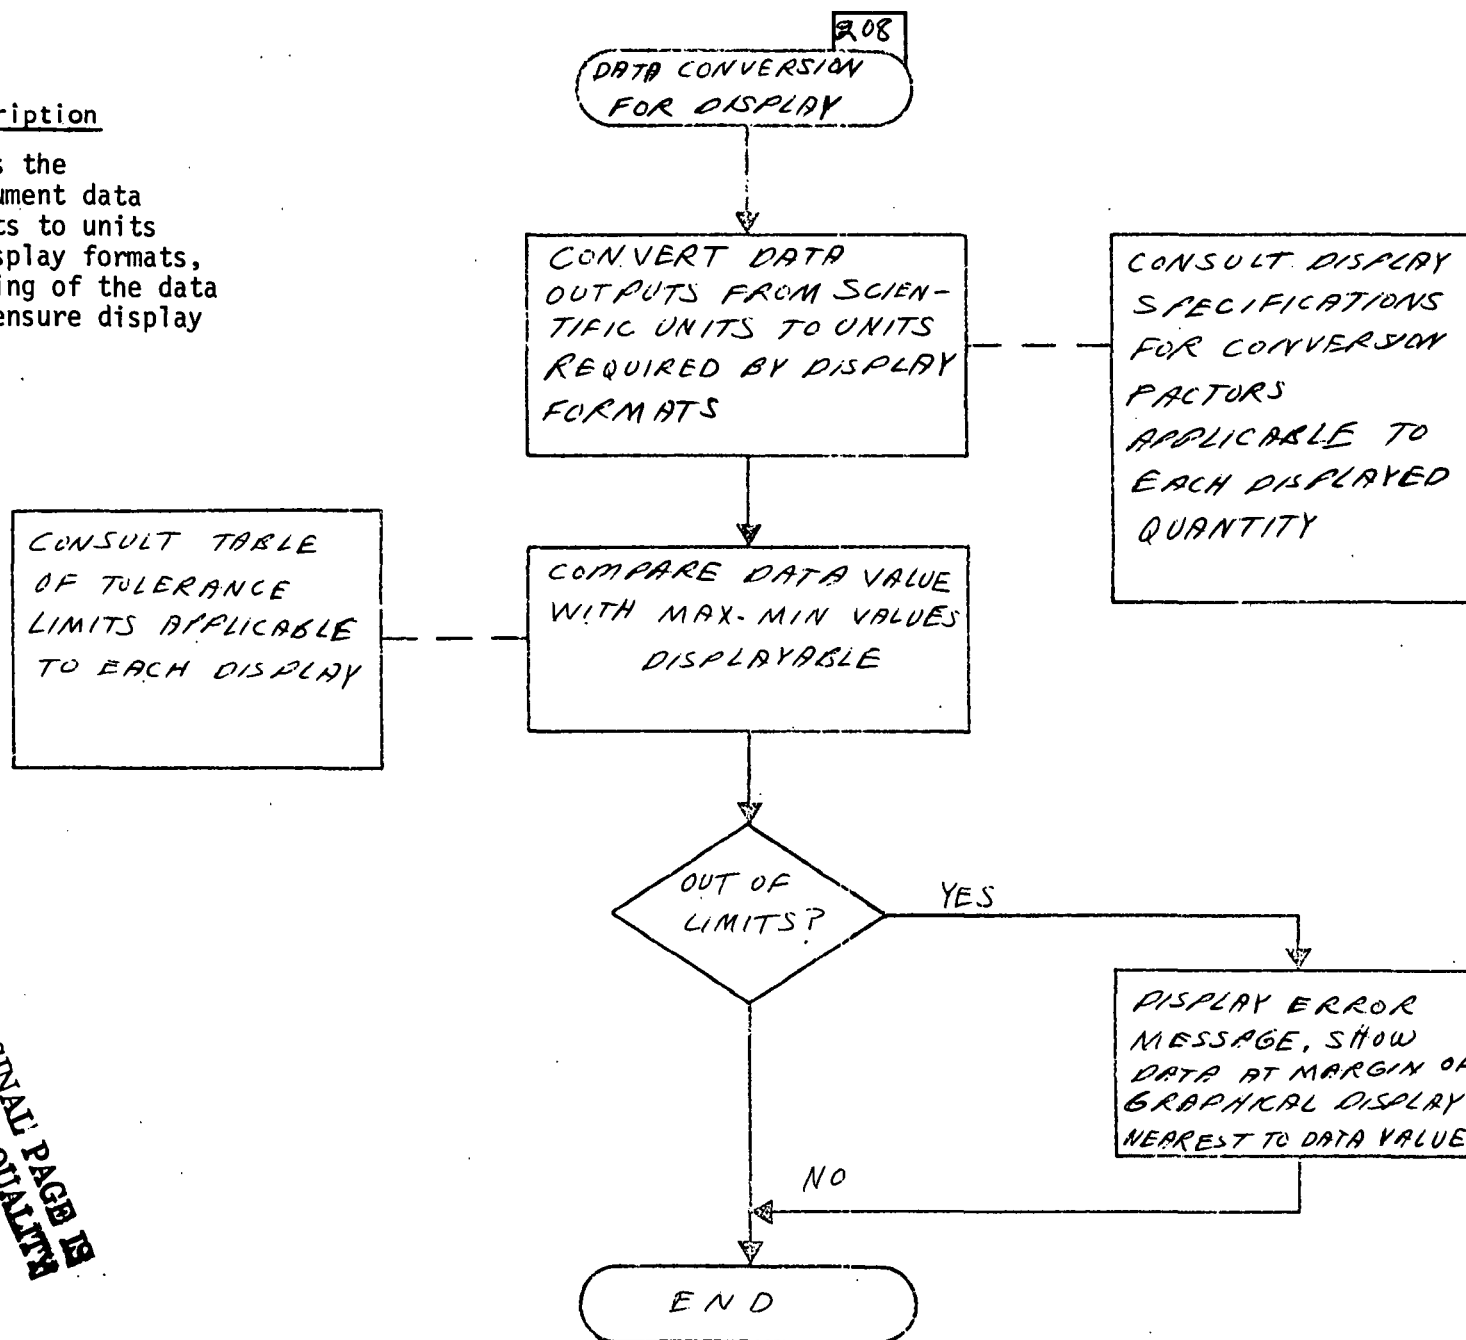 208
DATA CONVERSION
FOR DISPLAY
ription
s the
ument data
ts to units
splay formats,
ing of the data
ensure display
CONVERT DATA
OUTPUTS FROM SCIEN-
TIFIC UNITS TO UNITS
REQUIRED BY DISPLAY
FORMATS
CONSULT DISPLAY
SPECIFICATIONS
FOR CONVERSION
FACTORS
APPLICABLE TO
EACH DISPLAYED
QUANTITY
CONSULT TABLE
OF TOLERANCE
LIMITS APPLICABLE
TO EACH DISPLAY
COMPARE DATA VALUE
WITH MAX-MIN VALUES
DISPLAYABLE
OUT OF
LIMITS?
YES
DISPLAY ERROR
MESSAGE, SHOW
DATA AT MARGIN OF
GRAPHICAL DISPLAY
NEAREST TO DATA VALUE
NO
END
GINAL PAGE IS
QUALITY